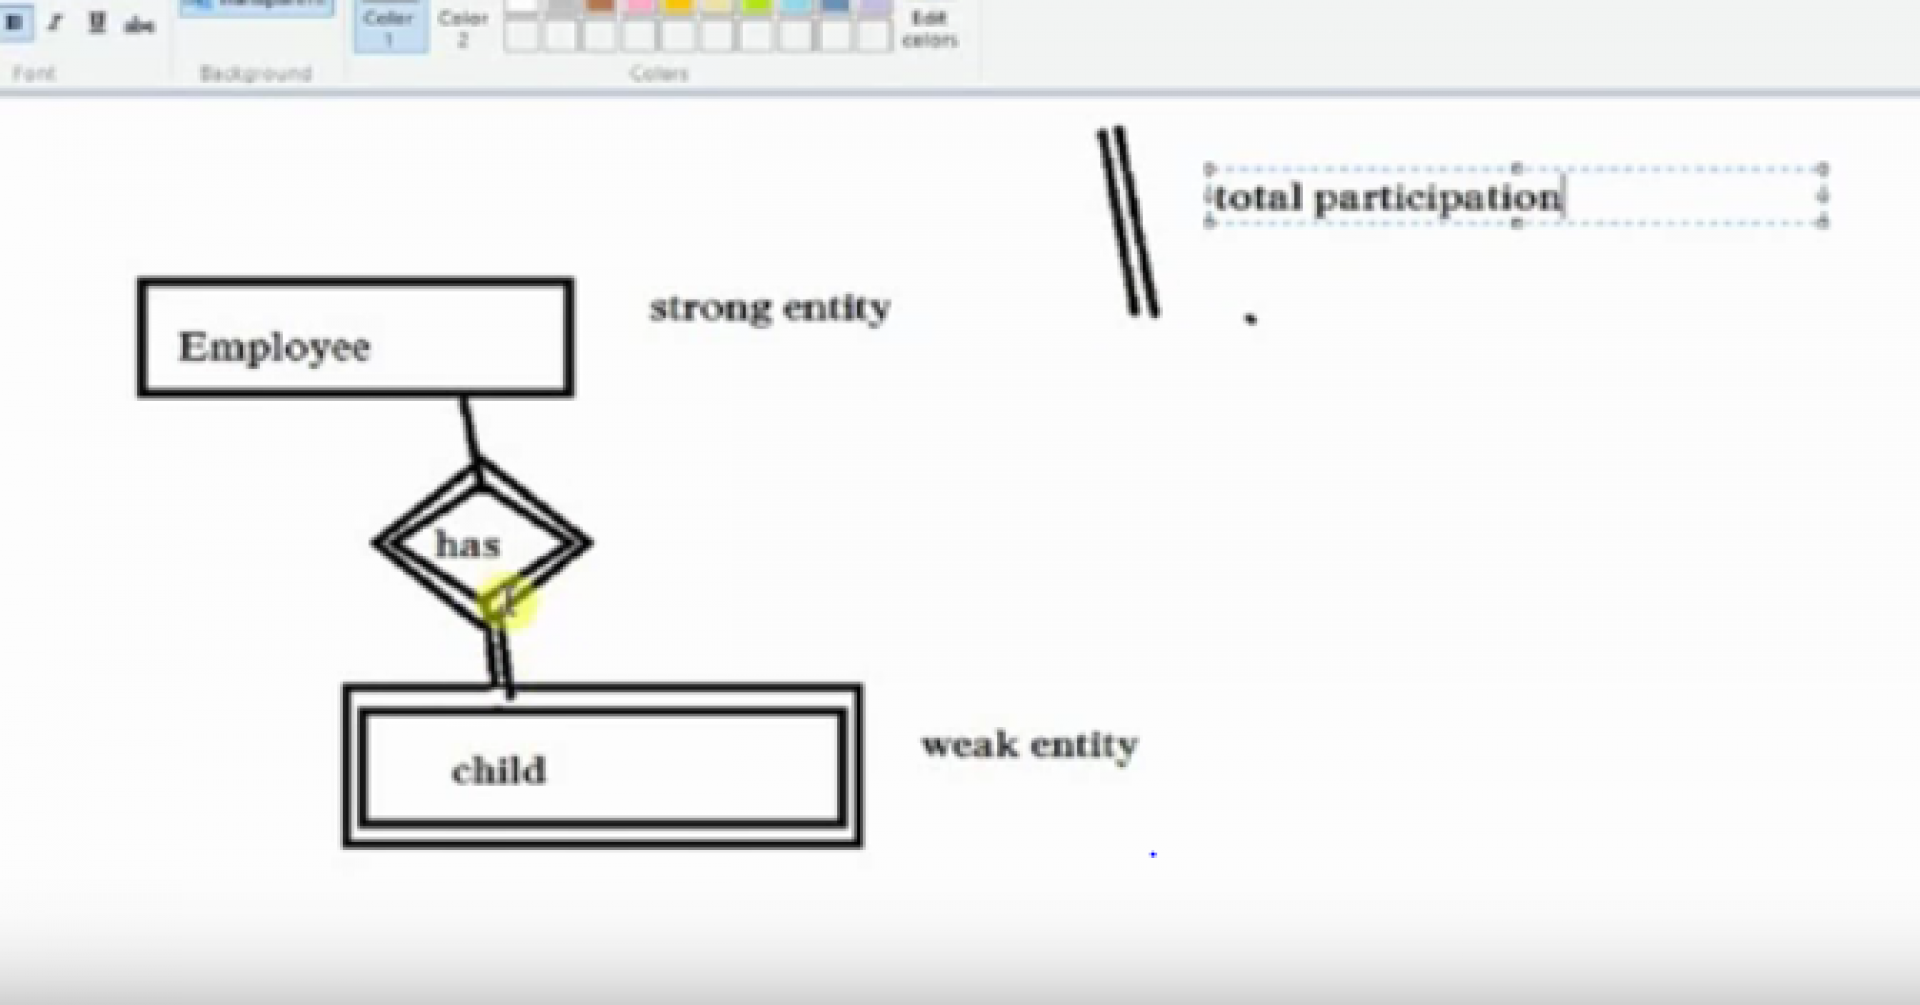 B I U abc
Color
1
Color
2
Edit
colors
Font
Background
Colors
total participation
strong entity
Employee
has
weak entity
child